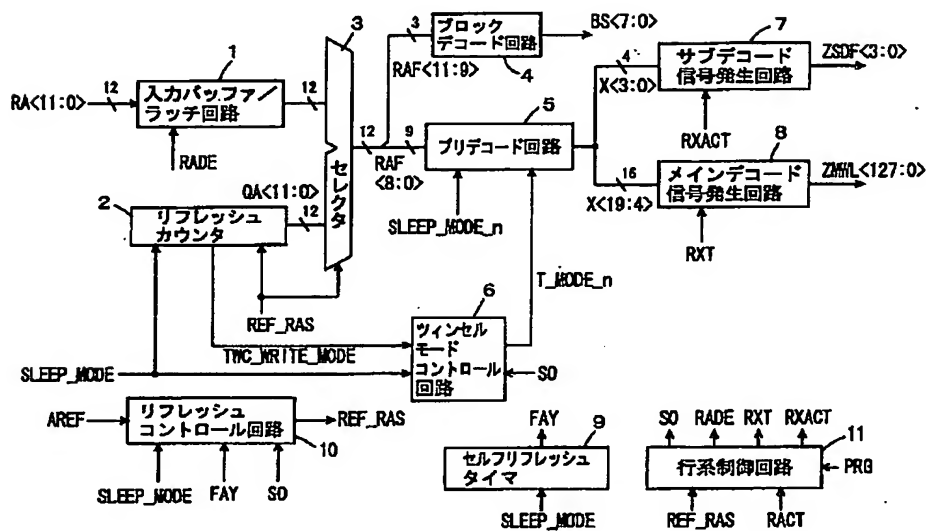 3
ブロック
デコード回路
4
3
RAF<11:9>
BS<7:0>
7
サブデコード
信号発生回路
4
X<3:0>
ZSDF<3:0>
RXACT
1
RA<11:0>
12
入力バッファ/
ラッチ回路
12
RADE
セレクタ
12
9
RAF
<8:0>
5
プリデコード回路
SLEEP_MODE_n
8
メインデコード
信号発生回路
16
X<19:4>
ZMWL<127:0>
RXT
QA<11:0>
2
リフレッシュ
カウンタ
12
REF_RAS
T_MODE_n
6
ツインセル
モード
コントロール
回路
TWC_WRITE_MODE
SLEEP_MODE
SO
AREF
リフレッシュ
コントロール回路
10
REF_RAS
SLEEP_MODE
FAY
SO
FAY
9
セルフリフレッシュ
タイマ
SLEEP_MODE
SO
RADE
RXT
RXACT
11
行系制御回路
PRG
REF_RAS
RACT